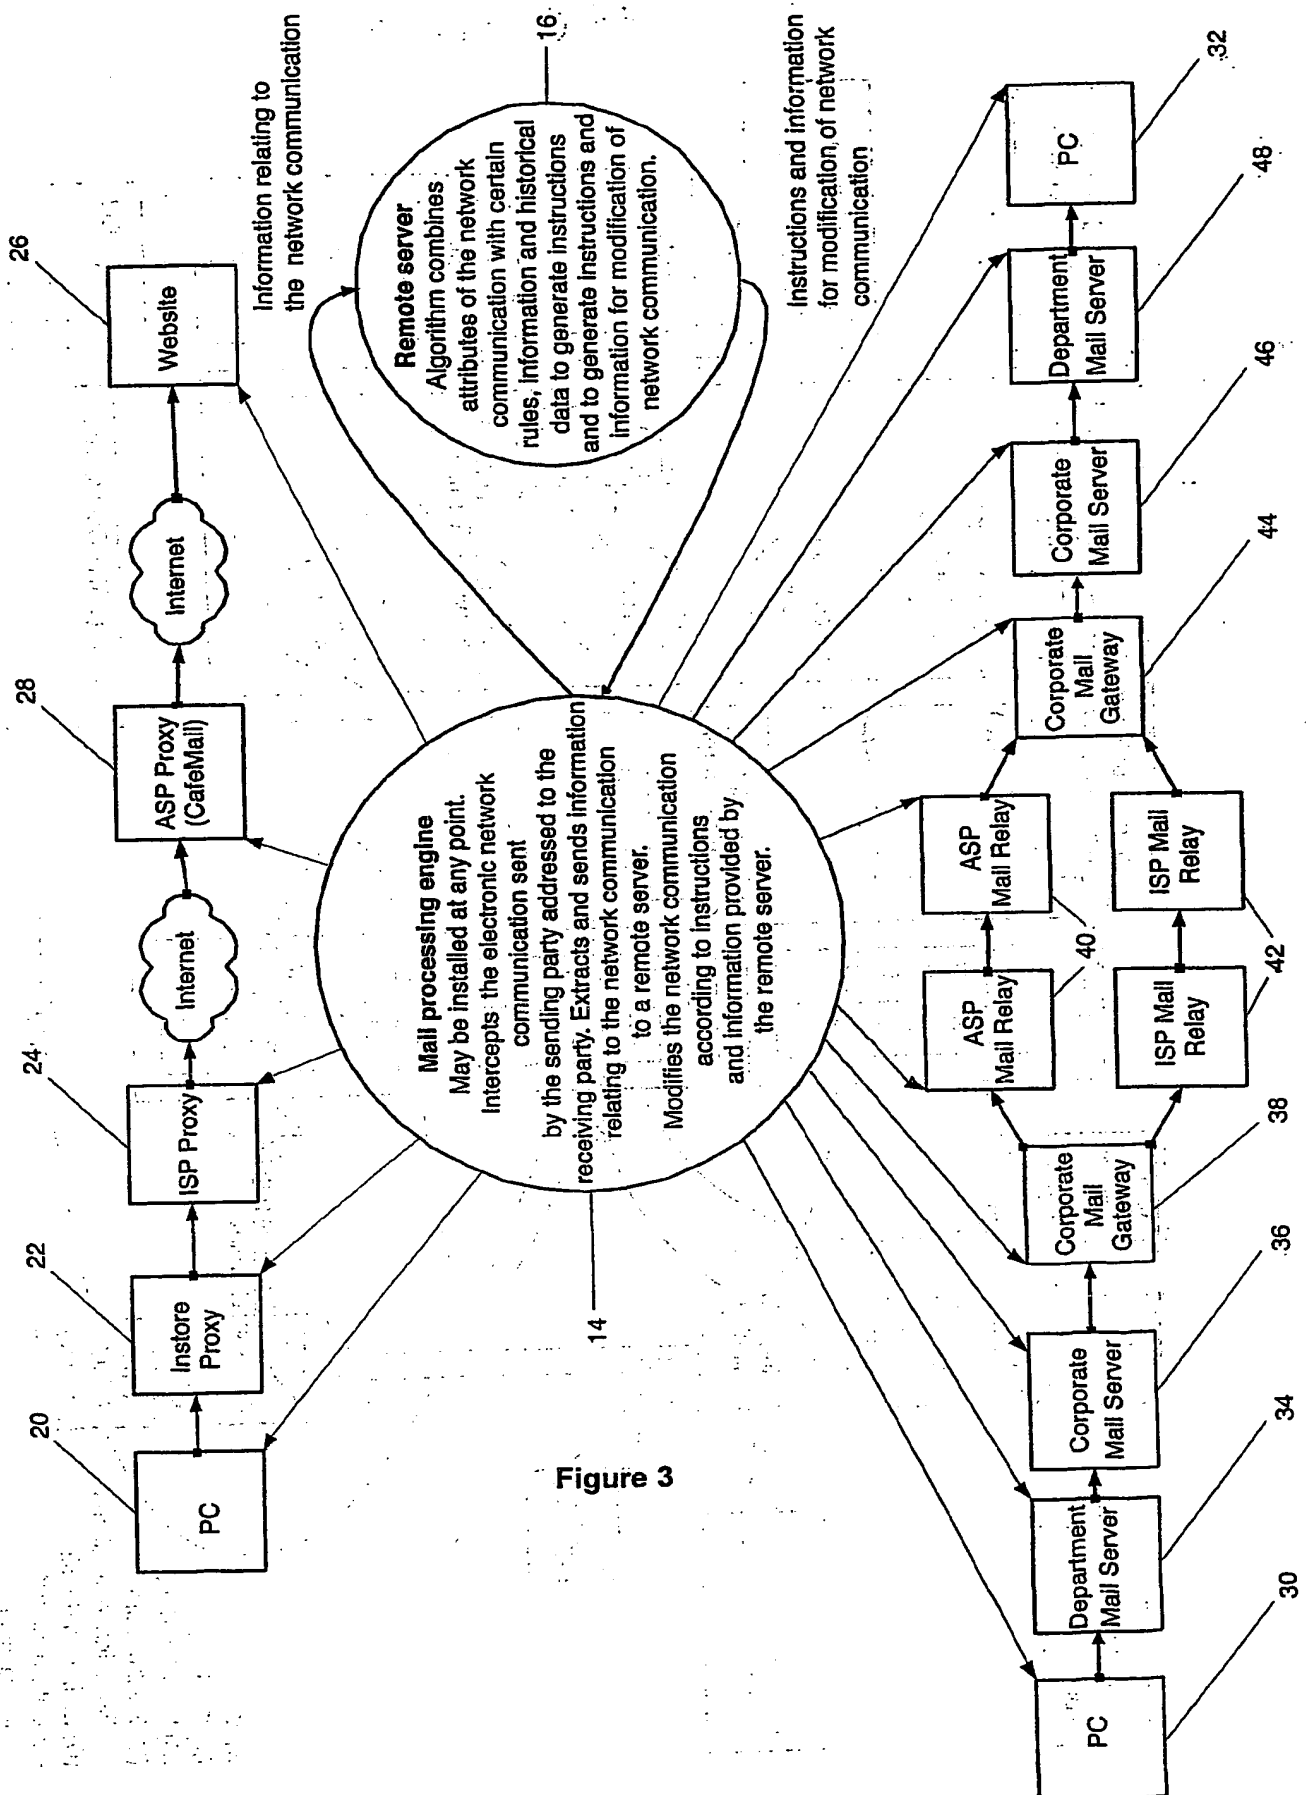 26
Website
Internet
28
ASP Proxy
(CafeMail)
Internet
24
ISP Proxy
22
Instore
Proxy
20
PC
Information relating to
the network communication
16
Remote server
Algorithm combines
attributes of the network
communication with certain
rules, information and historical
data to generate instructions
and to generate instructions and
information for modification of
network communication.
Instructions and information
for modification of network
communication
Mail processing engine
May be installed at any point.
Intercepts the electronic network
communication sent
by the sending party addressed to the
receiving party. Extracts and sends information
relating to the network communication
to a remote server.
Modifies the network communication
according to instructions
and information provided by
the remote server.
14
PC
32
Department
Mail Server
48
Corporate
Mail Server
46
Corporate
Mail
Gateway
44
ASP
Mail Relay
ASP
Mail Relay
40
ISP Mail
Relay
ISP Mail
Relay
42
Corporate
Mail
Gateway
38
Corporate
Mail Server
36
Department
Mail Server
34
PC
30
Figure 3